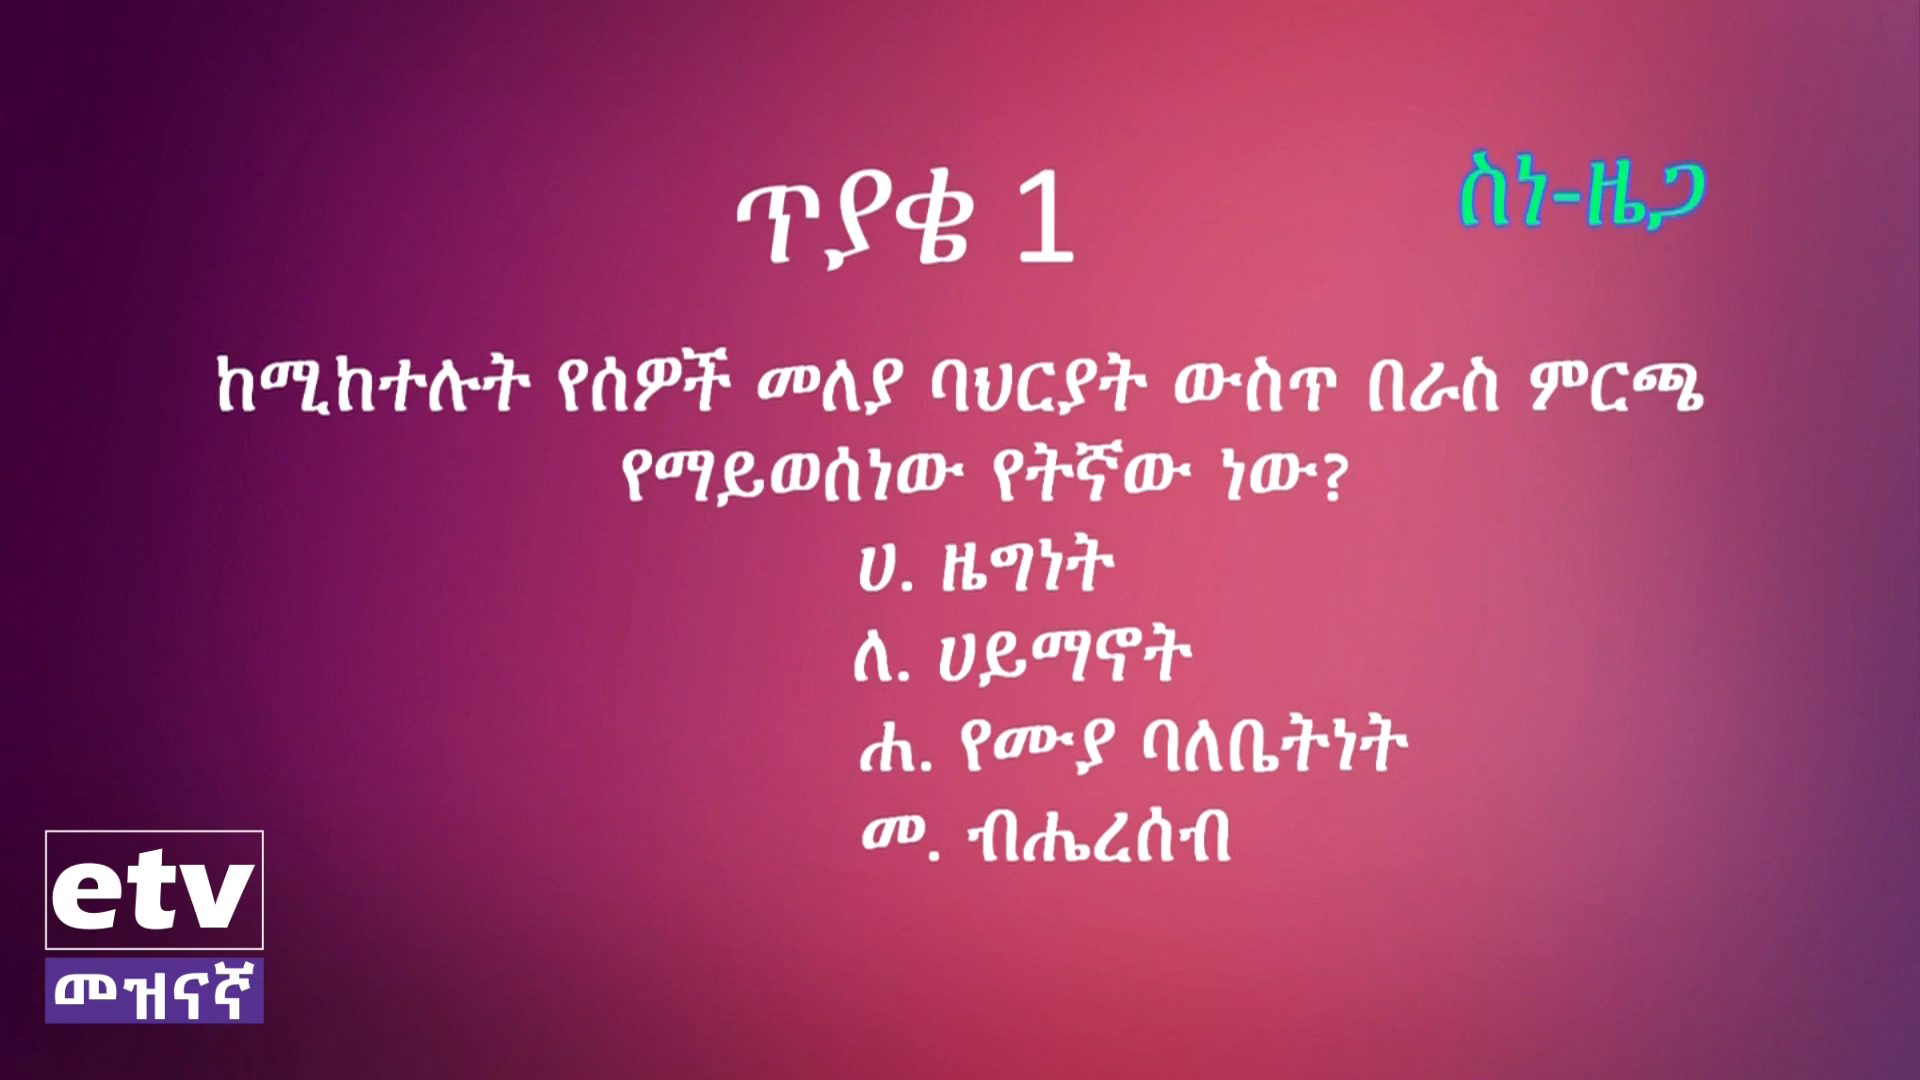 ጥያቄ 1
ስነ-ዜጋ
ከሚከተሉት የሰዎች መለያ ባህርያት ውስጥ በራስ ምርጫ
የማይወሰነው የትኛው ነው?
ሀ. ዜግነት
ለ. ሀይማኖት
ሐ. የሙያ ባለቤትነት
መ. ብሔረሰብ
etv
መዝናኛ